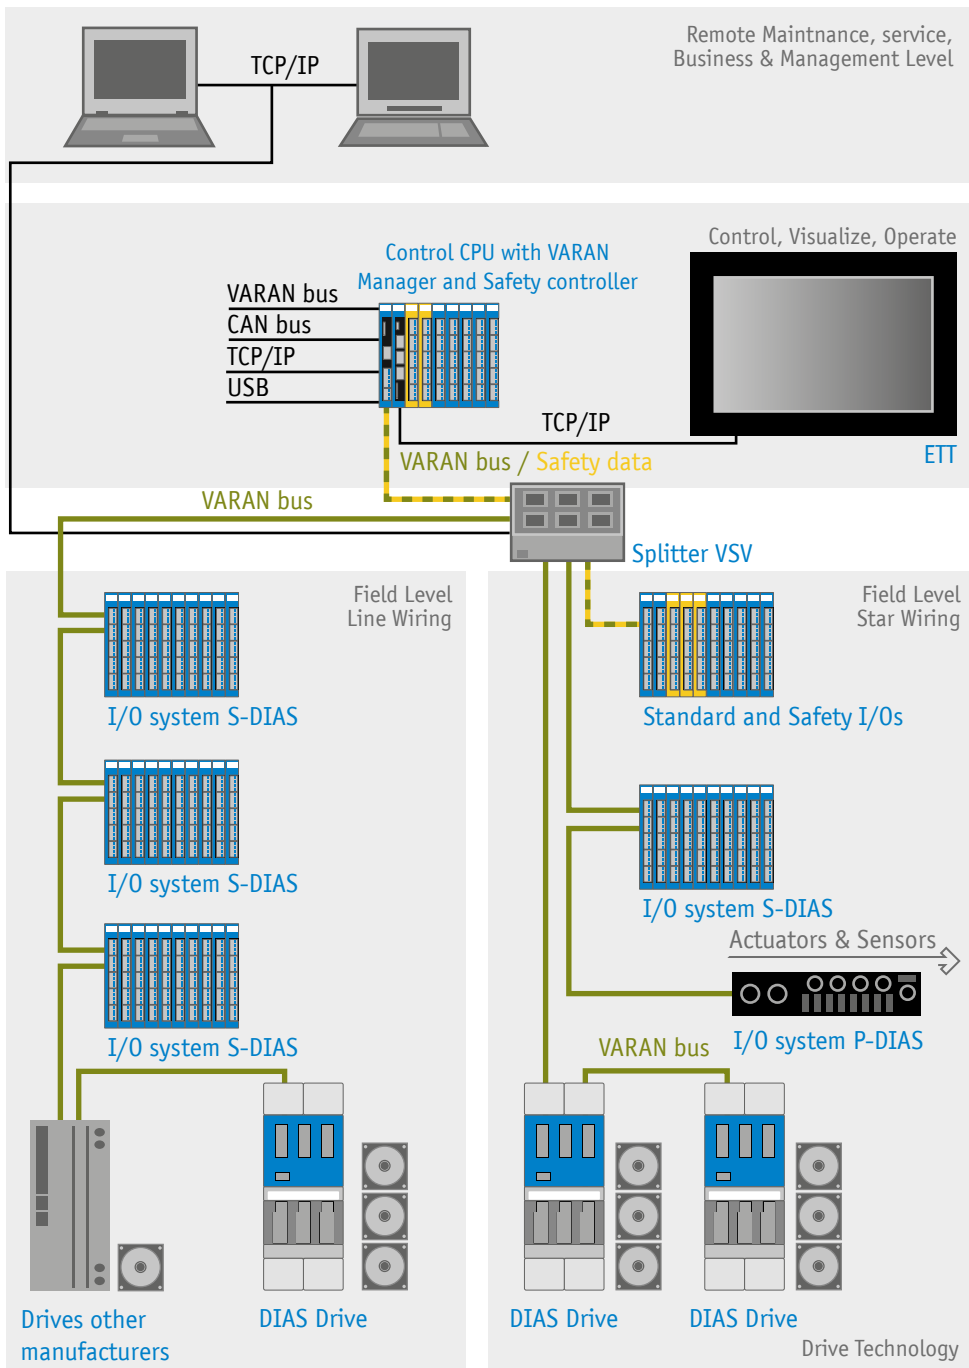 Remote Maintnance, service,
Business & Management Level
TCP/IP
Control, Visualize, Operate
Control CPU with VARAN
Manager and Safety controller
VARAN bus
CAN bus
TCP/IP
USB
TCP/IP
ETT
VARAN bus / Safety data
VARAN bus
Splitter VSV
Field Level
Line Wiring
Field Level
Star Wiring
I/O system S-DIAS
Standard and Safety I/Os
I/O system S-DIAS
I/O system S-DIAS
Actuators & Sensors
I/O system S-DIAS
I/O system P-DIAS
VARAN bus
Drives other
manufacturers
DIAS Drive
DIAS Drive
DIAS Drive
Drive Technology